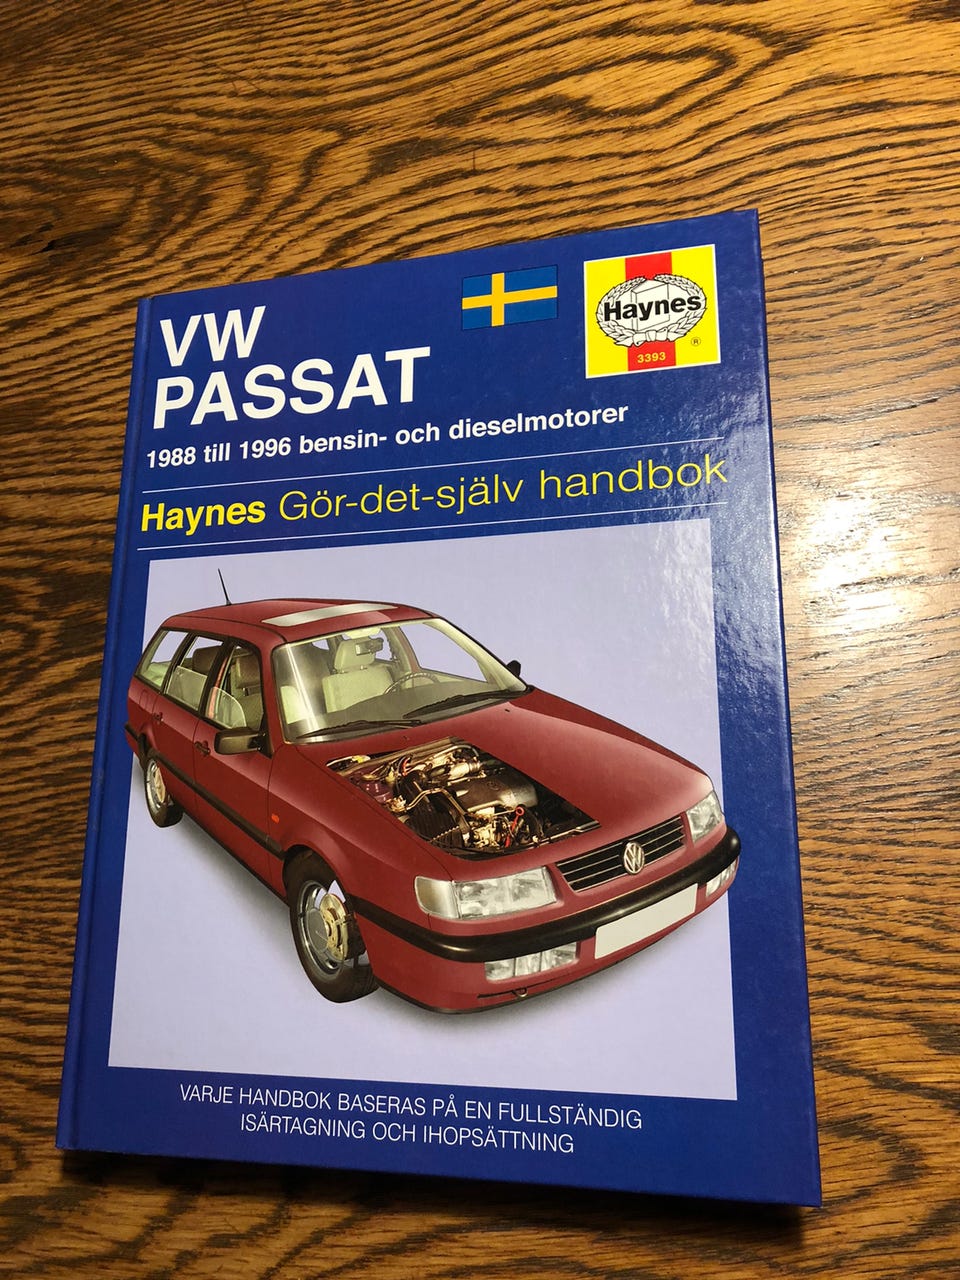 VW
PASSAT
1988 till 1996 bensin- och dieselmotorer
Haynes
®
3393
Haynes Gör-det-själv handbok
VARJE HANDBOK BASERAS PÅ EN FULLSTÄNDIG
ISÄRTAGNING OCH IHOPSÄTTNING